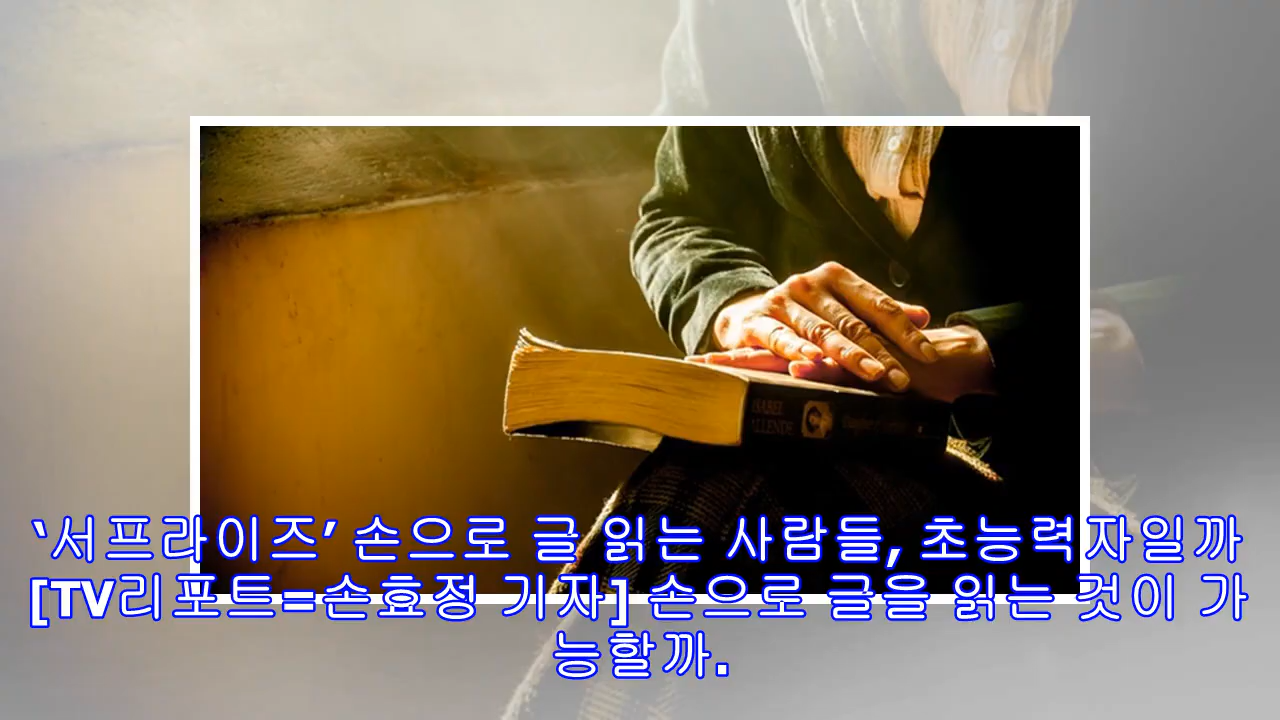 ISABEL
ALLENDE
‘서프라이즈’ 손으로 글 읽는 사람들, 초능력자일까
[TV리포트=손효정 기자] 손으로 글을 읽는 것이 가
능할까.